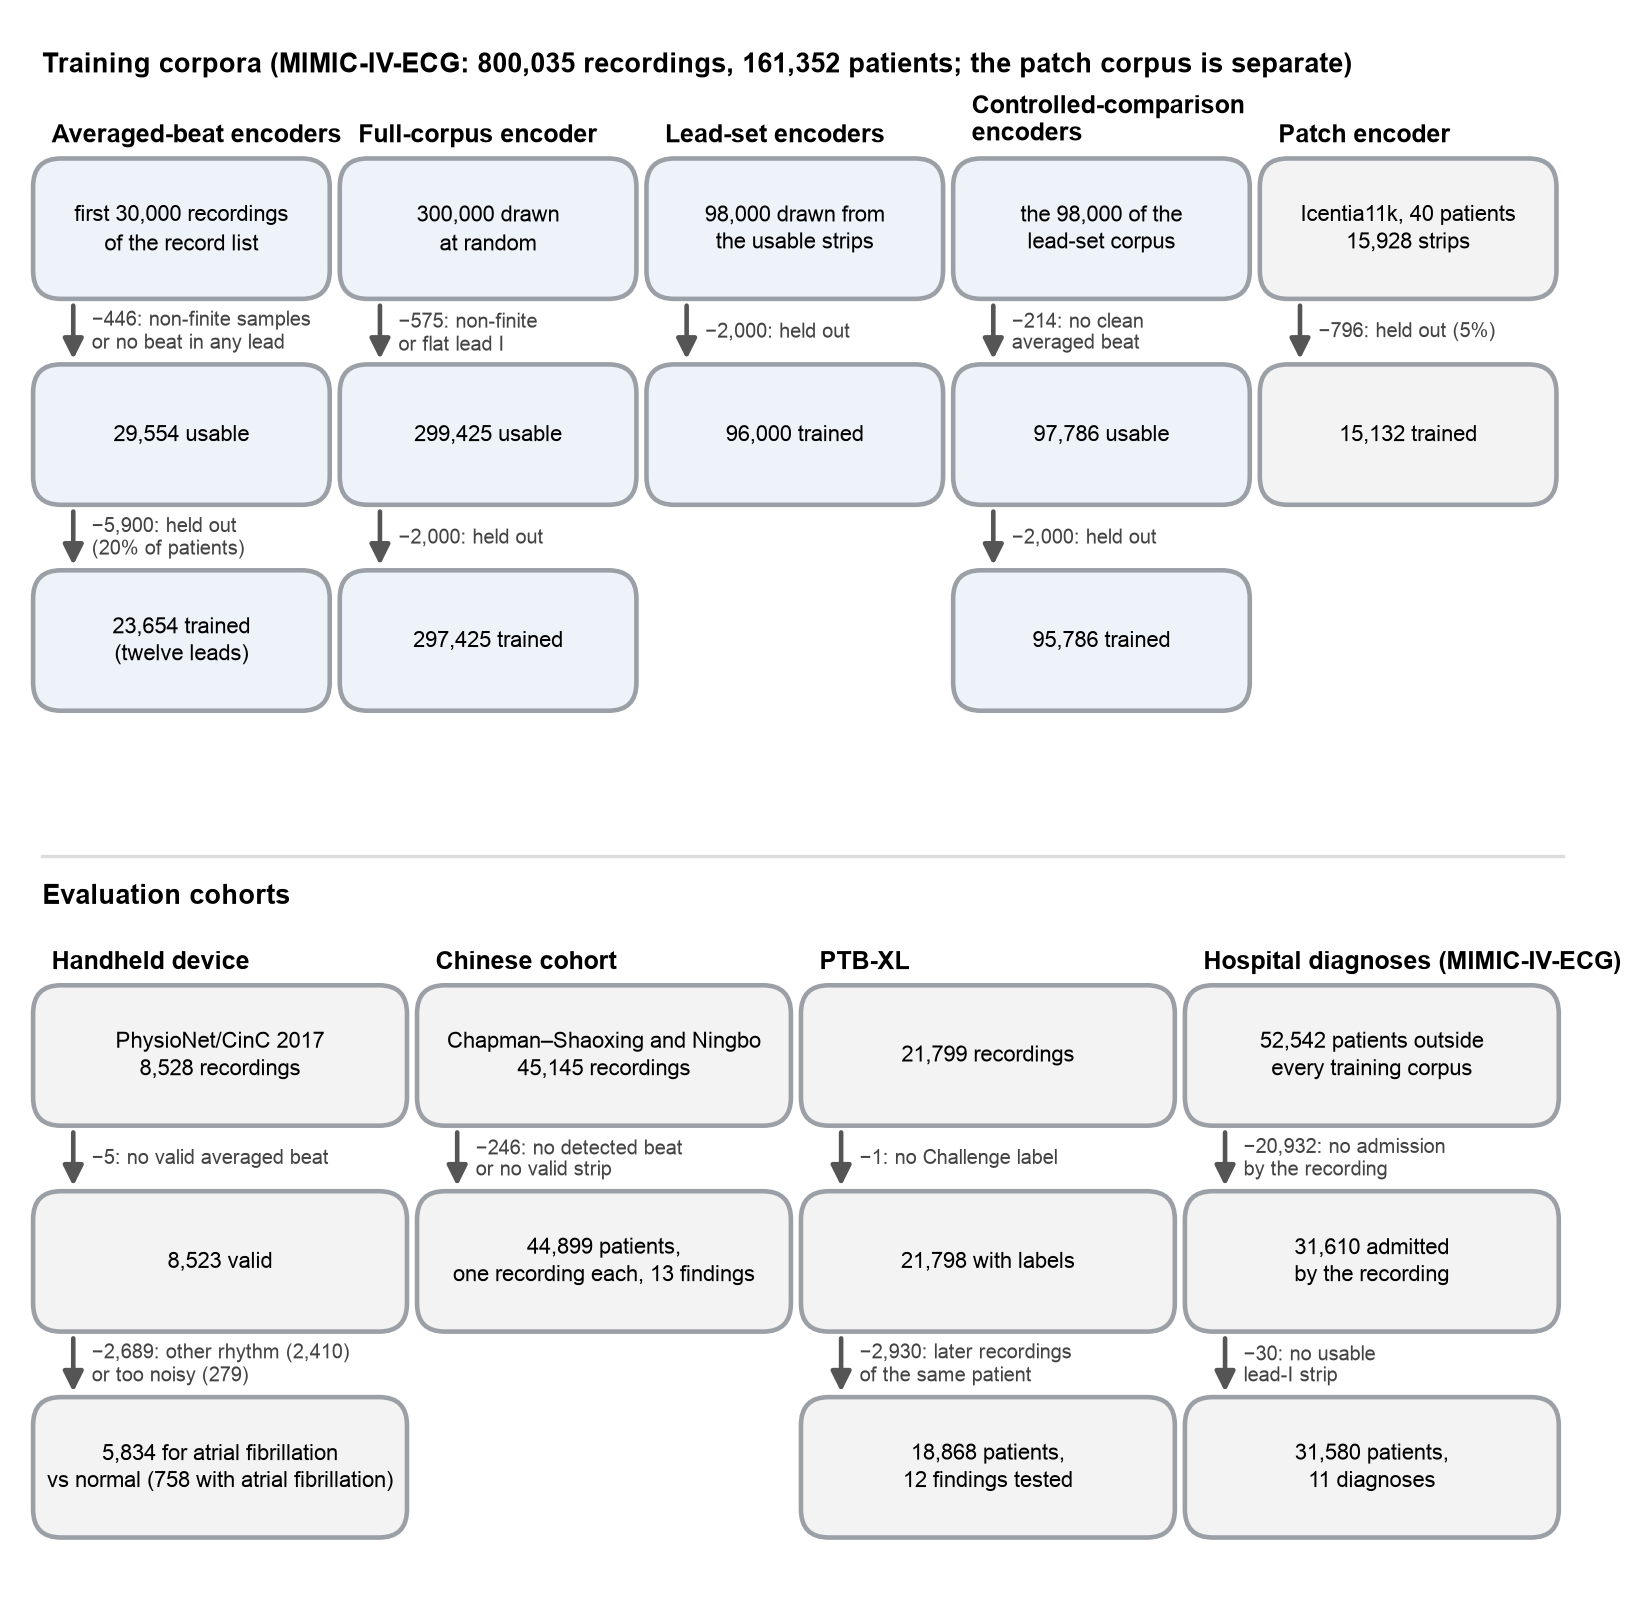 Training corpora (MIMIC-IV-ECG: 800,035 recordings, 161,352 patients; the patch corpus is separate)
Averaged-beat encoders
first 30,000 recordings
of the record list
−446: non-finite samples
or no beat in any lead
29,554 usable
−5,900: held out
(20% of patients)
23,654 trained
(twelve leads)
Full-corpus encoder
300,000 drawn
at random
−575: non-finite
or flat lead I
299,425 usable
−2,000: held out
297,425 trained
Lead-set encoders
98,000 drawn from
the usable strips
−2,000: held out
96,000 trained
Controlled-comparison
encoders
the 98,000 of the
lead-set corpus
−214: no clean
averaged beat
97,786 usable
−2,000: held out
95,786 trained
Patch encoder
Icentia11k, 40 patients
15,928 strips
−796: held out (5%)
15,132 trained
Evaluation cohorts
Handheld device
PhysioNet/CinC 2017
8,528 recordings
−5: no valid averaged beat
8,523 valid
−2,689: other rhythm (2,410)
or too noisy (279)
5,834 for atrial fibrillation
vs normal (758 with atrial fibrillation)
Chinese cohort
Chapman–Shaoxing and Ningbo
45,145 recordings
−246: no detected beat
or no valid strip
44,899 patients,
one recording each, 13 findings
PTB-XL
21,799 recordings
−1: no Challenge label
21,798 with labels
−2,930: later recordings
of the same patient
18,868 patients,
12 findings tested
Hospital diagnoses (MIMIC-IV-ECG)
52,542 patients outside
every training corpus
−20,932: no admission
by the recording
31,610 admitted
by the recording
−30: no usable
lead-I strip
31,580 patients,
11 diagnoses